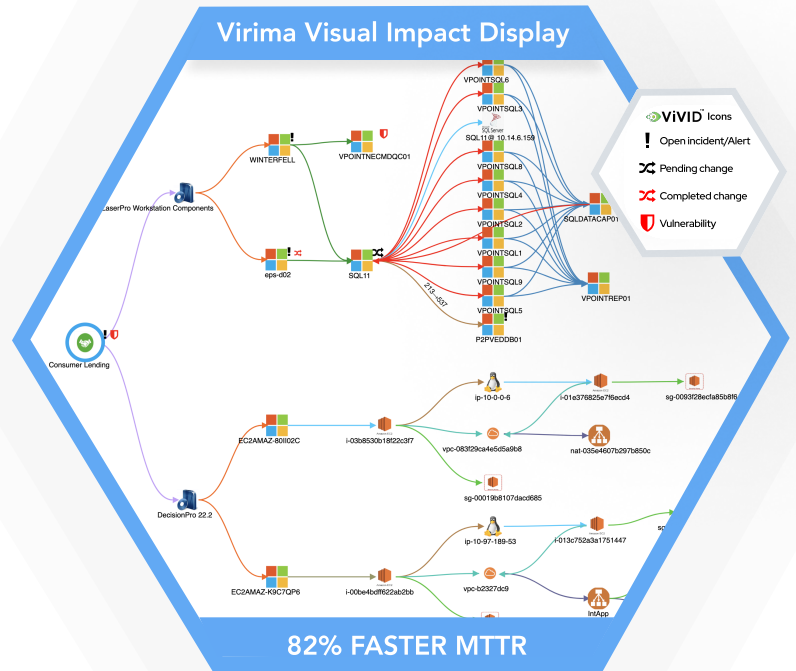 Virima Visual Impact Display
VPOINTSQL6
VPOINTSQL3
SQL Server
SQL11@ 10.14.6.159
VPOINTSQL8
VPOINTSQL4
VPOINTSQL2
VPOINTSQL1
VPOINTSQL9
VPOINTSQL5
P2PVEDDB01
WINTERFELL
VPOINTNECMDQC01
LaserPro Workstation Components
eps-d02
SQL11
213...537
SQLDATACAP01
VPOINTREP01
ViVID™ Icons
Open incident/Alert
Pending change
Completed change
Vulnerability
Consumer Lending
ip-10-0-0-6
i-01e376825e7f6ecd4
sg-0093f28ecfa85b8f6
EC2AMAZ-80II02C
i-03b8530b18f22c3f7
vpc-083f29ca4e5d5a9b8
nat-035e4607b297b850c
sg-00019b8107dacd685
DecisionPro 22.2
ip-10-97-189-53
i-013c752a3a1751447
EC2AMAZ-K9C7QP6
i-00be4bdff622ab2bb
vpc-b2327dc9
IntApp
82% FASTER MTTR